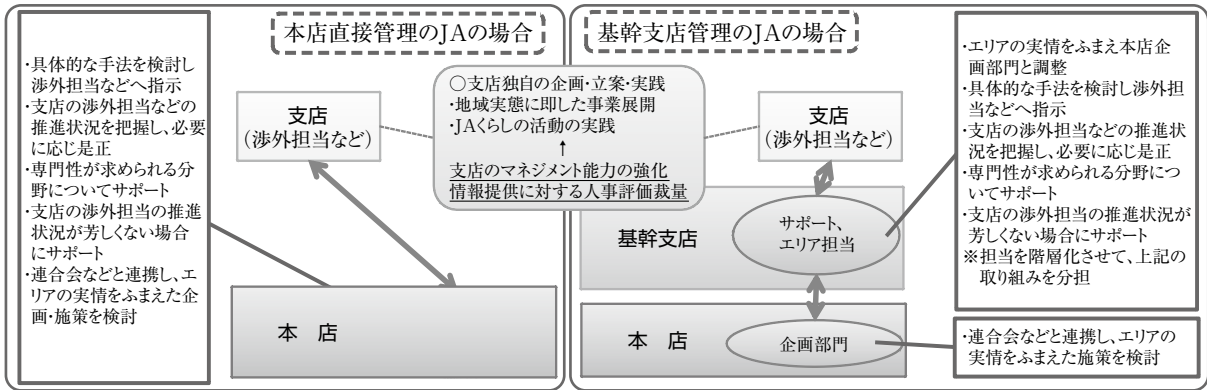 本店直接管理のJAの場合
・具体的な手法を検討し
渉外担当などへ指示
・支店の渉外担当などの
推進状況を把握し、必要
に応じ是正
・専門性が求められる分
野についてサポート
・支店の渉外担当の推進
状況が芳しくない場合
にサポート
・連合会などと連携し、エ
リアの実情をふまえた企
画・施策を検討
支店
(渉外担当など)
本 店
○支店独自の企画・立案・実践
・地域実態に即した事業展開
・JAくらしの活動の実践
↑
支店のマネジメント能力の強化
情報提供に対する人事評価裁量
基幹支店管理のJAの場合
支店
(渉外担当など)
基幹支店
サポート、
エリア担当
本 店
企画部門
・エリアの実情をふまえ本店企
画部門と調整
・具体的な手法を検討し渉外担
当などへ指示
・支店の渉外担当などの推進状
況を把握し、必要に応じ是正
・専門性が求められる分野につ
いてサポート
・支店の渉外担当の推進状況が
芳しくない場合にサポート
※担当を階層化させて、上記の
取り組みを分担
・連合会などと連携し、エリアの
実情をふまえた施策を検討